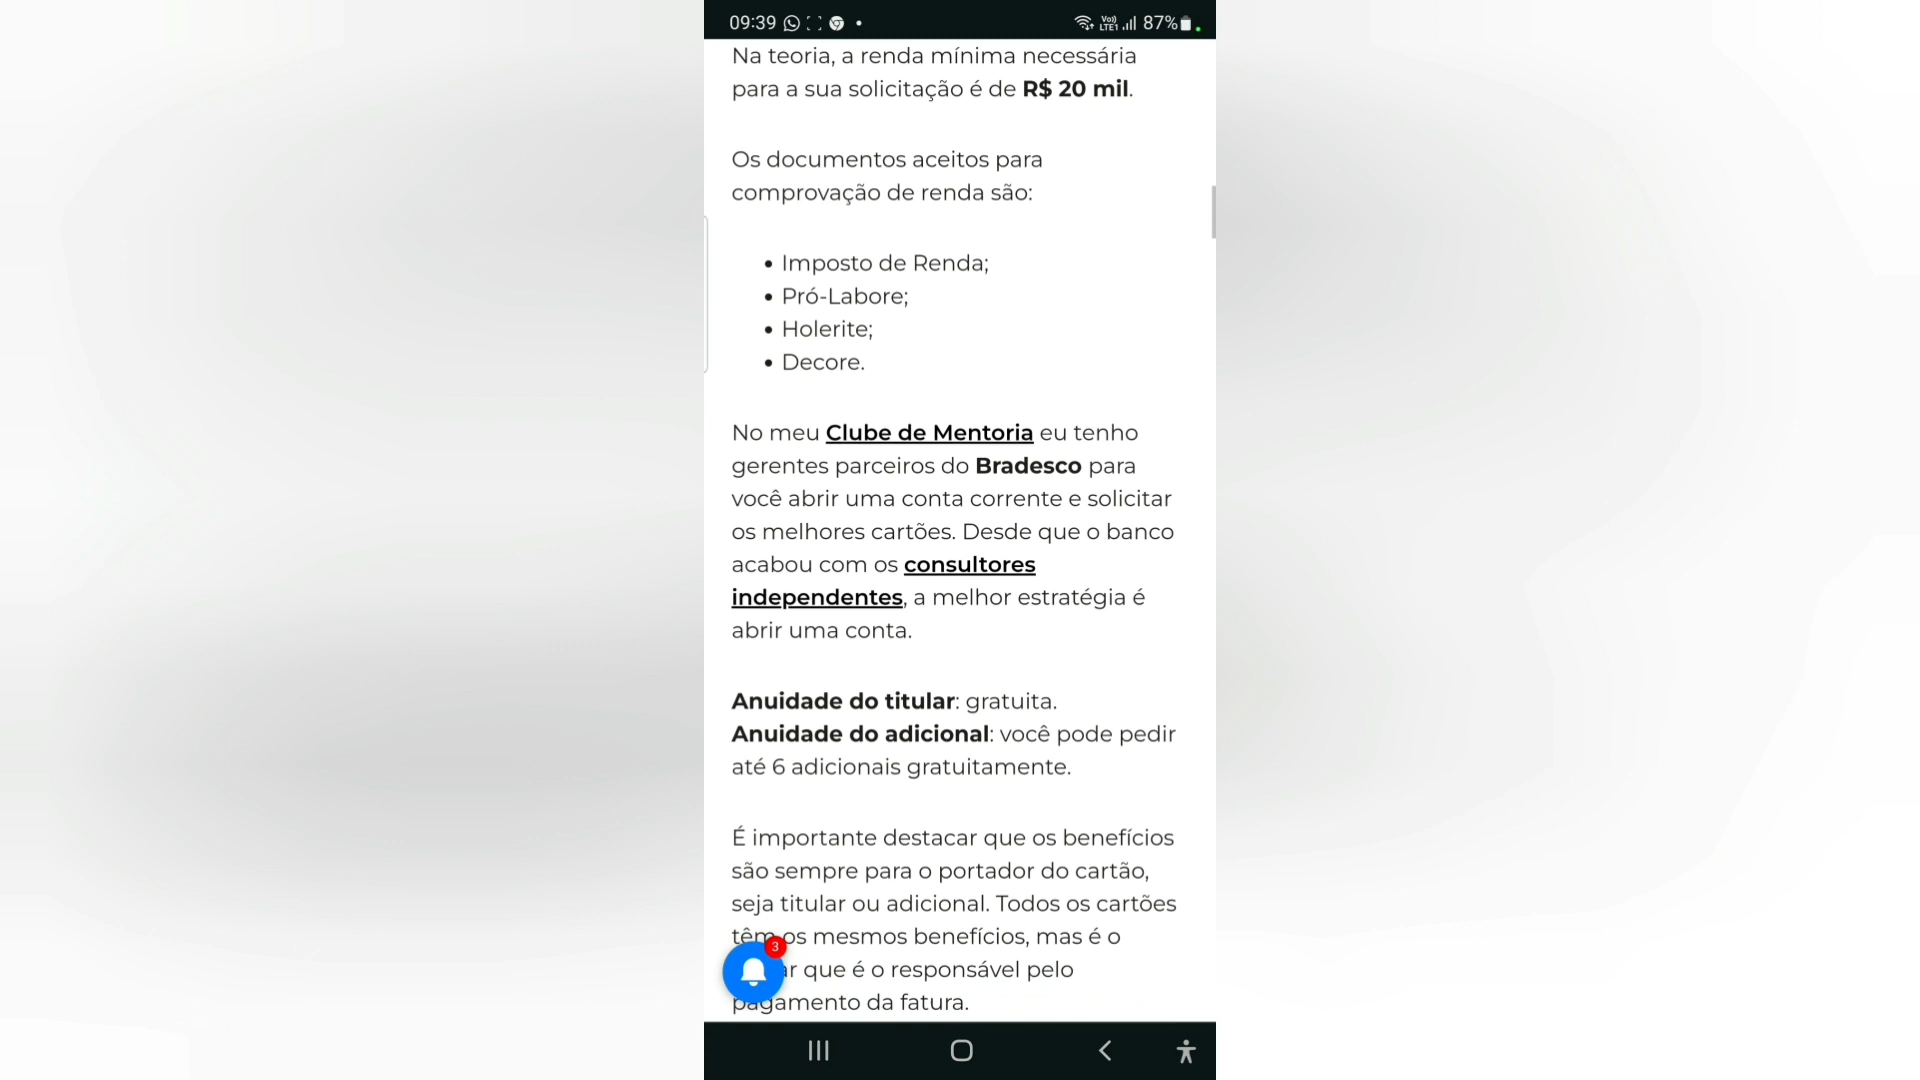 09:39
Vo))
LTE1
87%
Na teoria, a renda mínima necessária
para a sua solicitação é de R$ 20 mil.
Os documentos aceitos para
comprovação de renda são:
• Imposto de Renda;
• Pró-Labore;
• Holerite;
• Decore.
No meu Clube de Mentoria eu tenho
gerentes parceiros do Bradesco para
você abrir uma conta corrente e solicitar
os melhores cartões. Desde que o banco
acabou com os consultores
independentes, a melhor estratégia é
abrir uma conta.
Anuidade do titular: gratuita.
Anuidade do adicional: você pode pedir
até 6 adicionais gratuitamente.
É importante destacar que os benefícios
são sempre para o portador do cartão,
seja titular ou adicional. Todos os cartões
têm os mesmos benefícios, mas é o
3
que é o responsável pelo
pagamento da fatura.